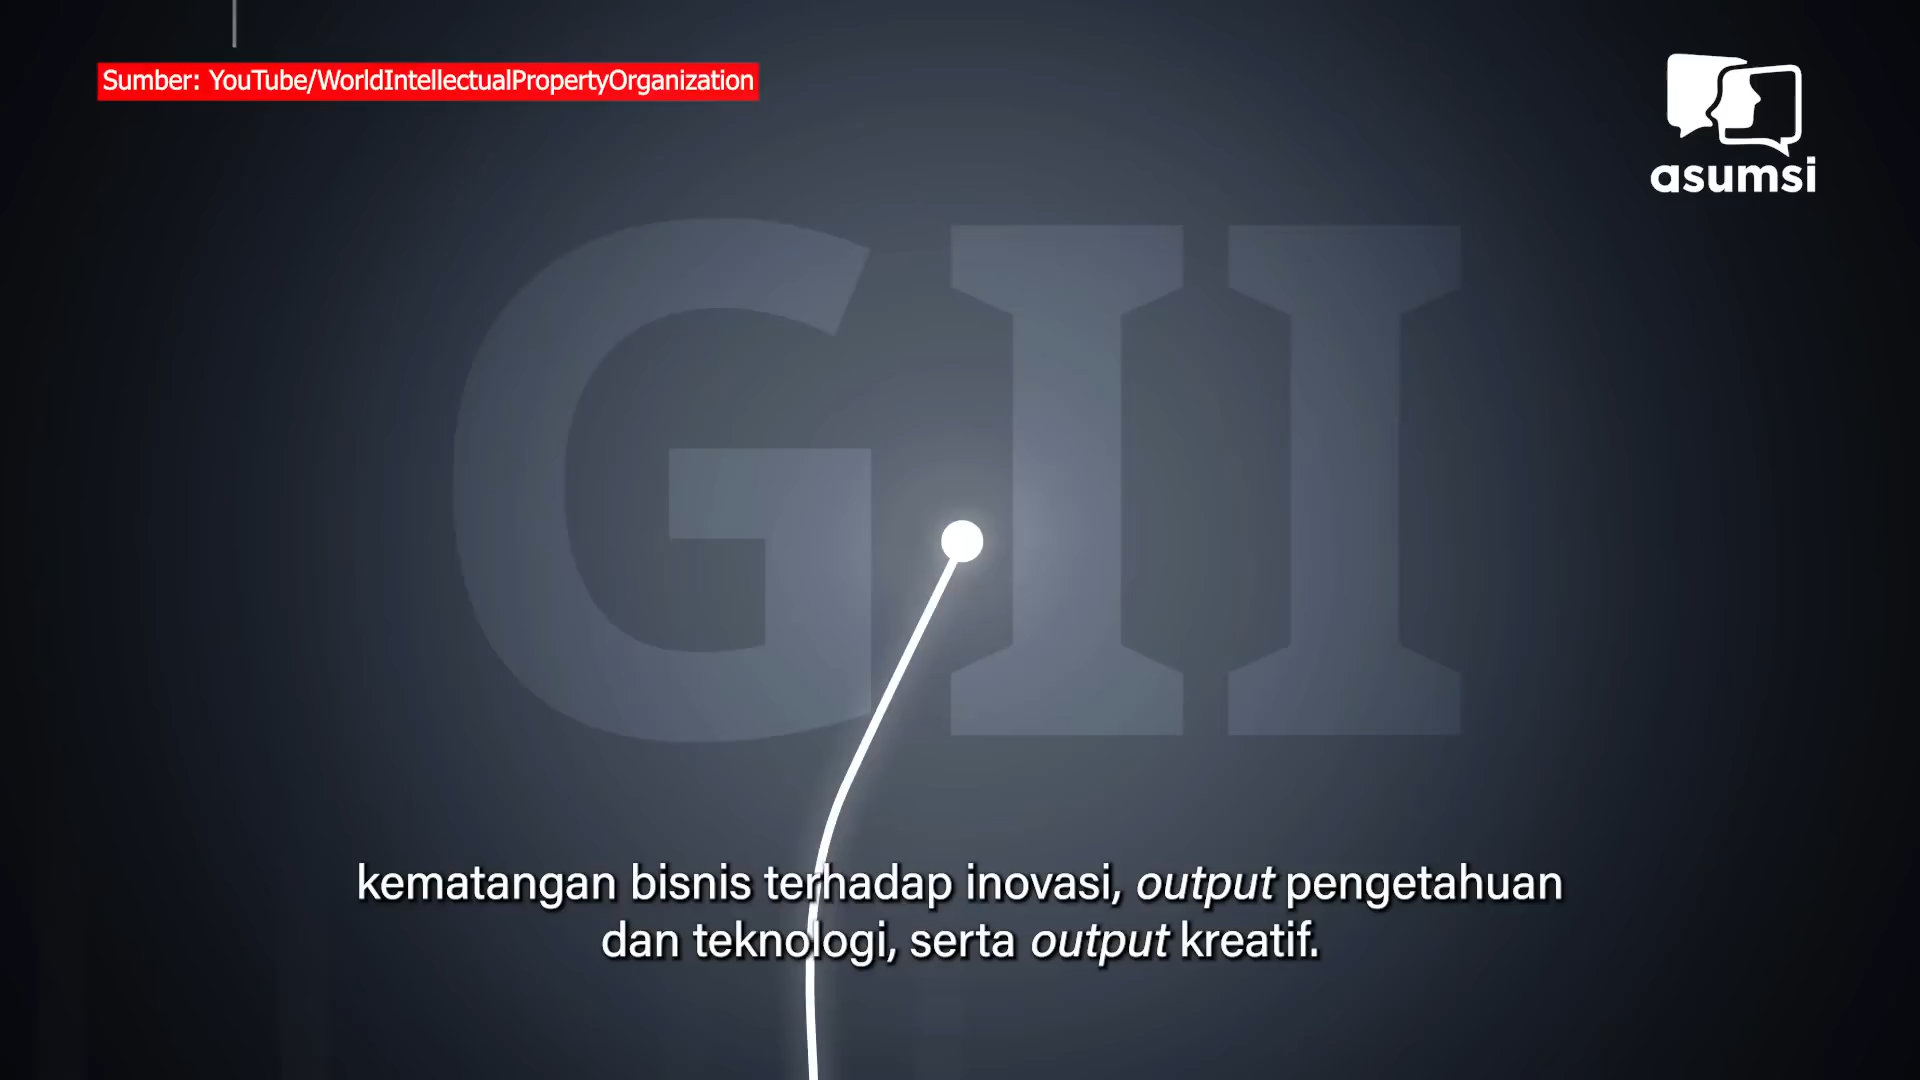 Sumber: YouTube/WorldIntellectualPropertyOrganization
asumsi
GII
kematangan bisnis terhadap inovasi, output pengetahuan
dan teknologi, serta output kreatif.